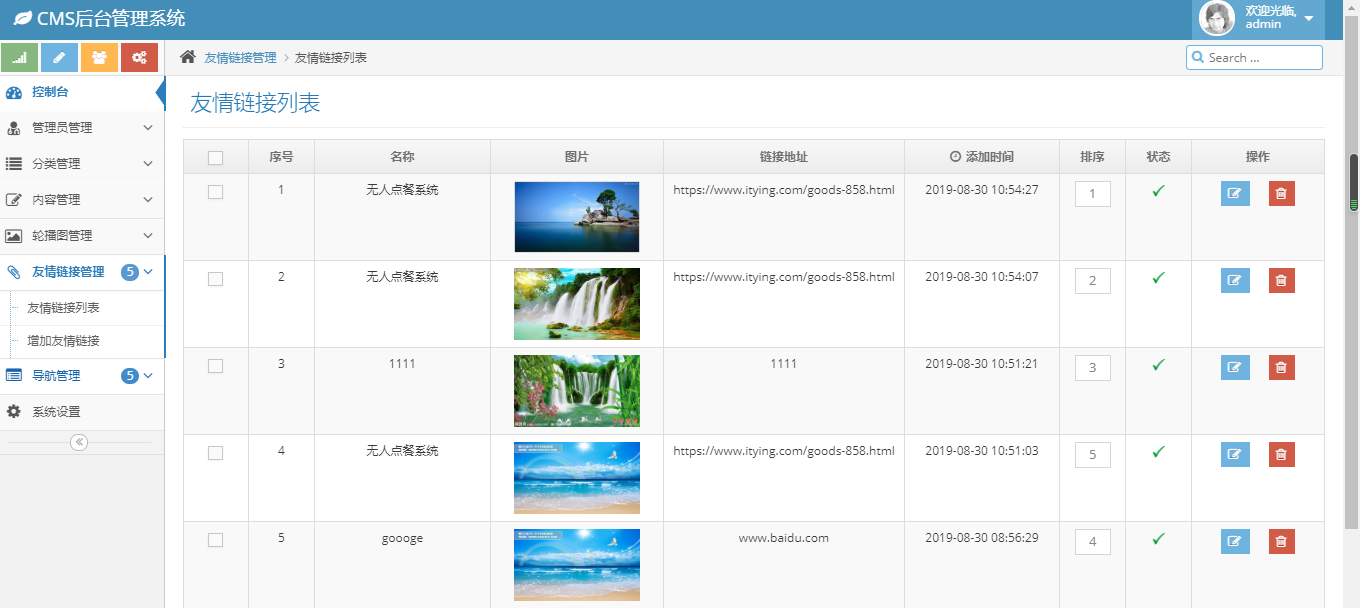 CMS后台管理系统
欢迎光临,
admin
友情链接管理 > 友情链接列表
Search ...
控制台
管理员管理
分类管理
内容管理
轮播图管理
友情链接管理 5
友情链接列表
增加友情链接
导航管理 5
系统设置
友情链接列表
序号 名称 图片 链接地址 添加时间 排序 状态 操作
1 无人点餐系统 https://www.itying.com/goods-858.html 2019-08-30 10:54:27 1
2 无人点餐系统 https://www.itying.com/goods-858.html 2019-08-30 10:54:07 2
3 1111 1111 2019-08-30 10:51:21 3
4 无人点餐系统 https://www.itying.com/goods-858.html 2019-08-30 10:51:03 5
5 goooge www.baidu.com 2019-08-30 08:56:29 4